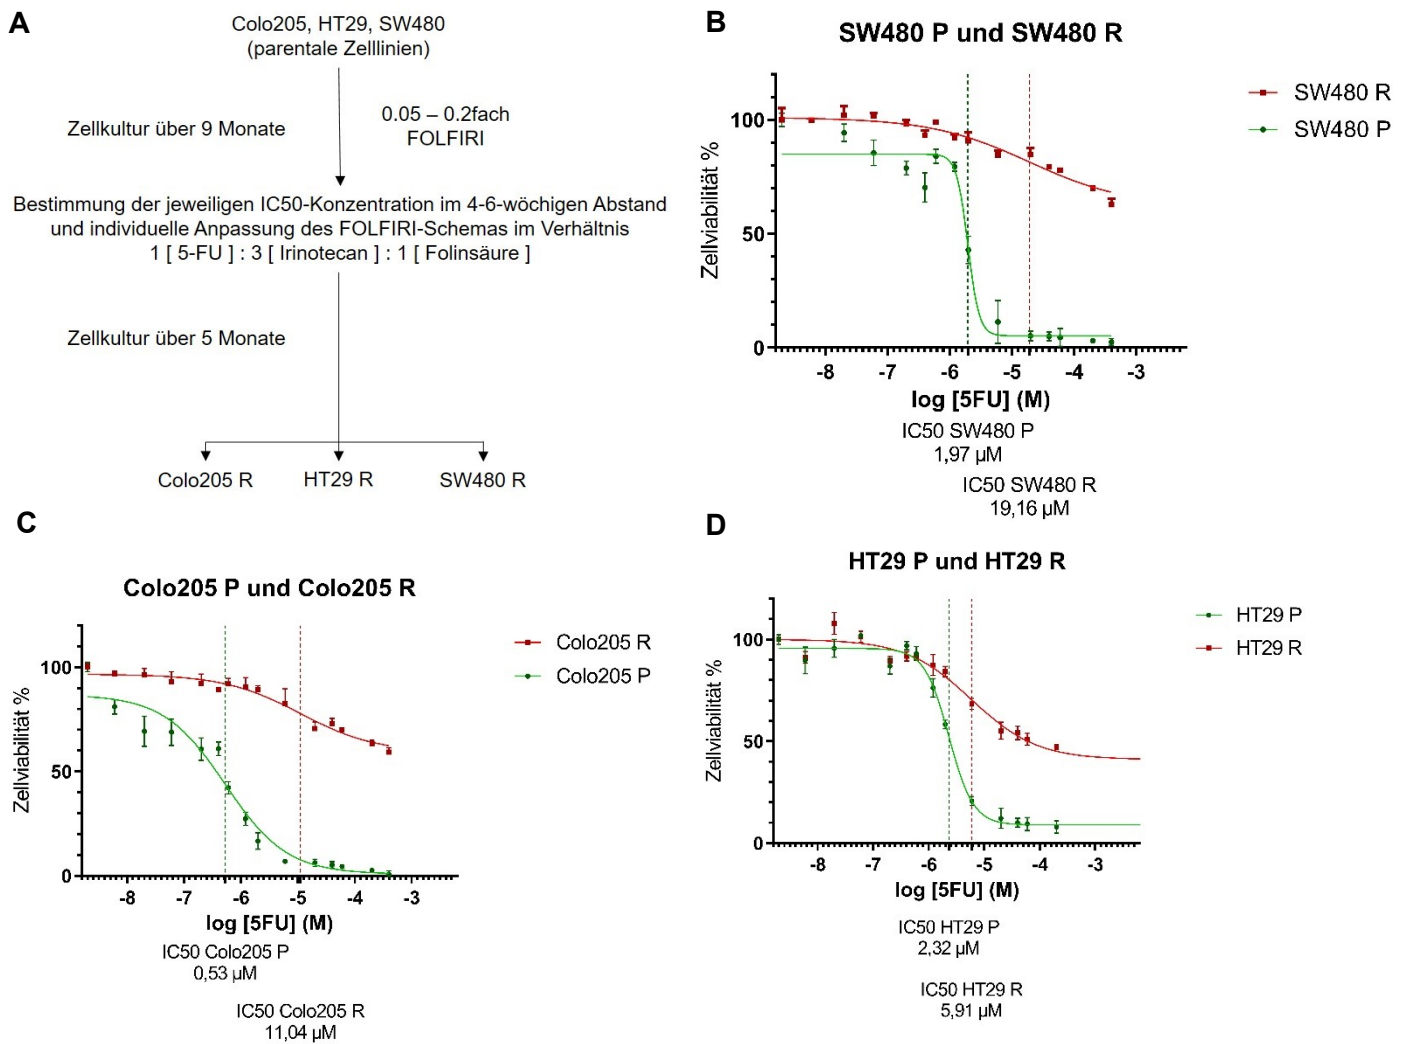 A
Colo205, HT29, SW480
(parentale Zelllinien)
Zellkultur über 9 Monate
0.05 – 0.2fach
FOLFIRI
Bestimmung der jeweiligen IC50-Konzentration im 4-6-wöchigen Abstand
und individuelle Anpassung des FOLFIRI-Schemas im Verhältnis
1 [ 5-FU ] : 3 [ Irinotecan ] : 1 [ Folinsäure ]
Zellkultur über 5 Monate
Colo205 R
HT29 R
SW480 R
B
SW480 P und SW480 R
SW480 R
SW480 P
Zellviabilität %
100
50
0
-8 -7 -6 -5 -4 -3
log [5FU] (M)
IC50 SW480 P
1,97 µM
IC50 SW480 R
19,16 µM
C
Colo205 P und Colo205 R
Colo205 R
Colo205 P
Zellviabilität %
100
50
0
-8 -7 -6 -5 -4 -3
log [5FU] (M)
IC50 Colo205 P
0,53 µM
IC50 Colo205 R
11,04 µM
D
HT29 P und HT29 R
HT29 P
HT29 R
Zellviabilität %
100
50
0
-8 -7 -6 -5 -4 -3
log [5FU] (M)
IC50 HT29 P
2,32 µM
IC50 HT29 R
5,91 µM